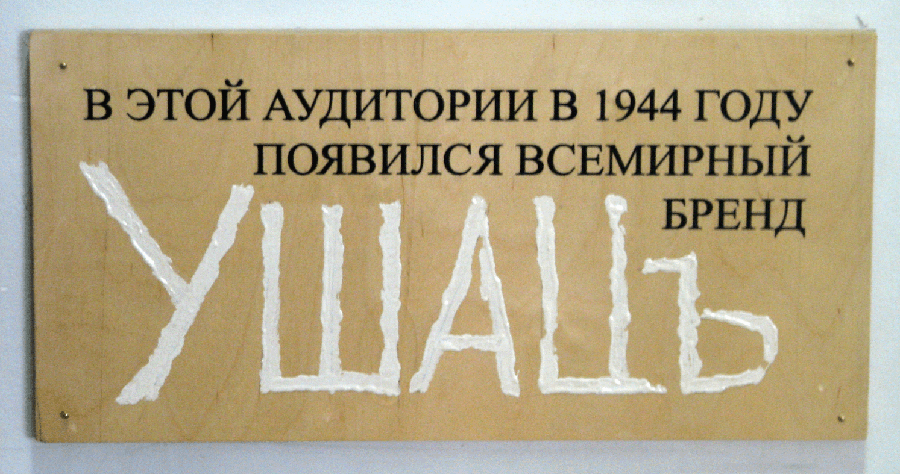 В ЭТОЙ АУДИТОРИИ В 1944 ГОДУ
ПОЯВИЛСЯ ВСЕМИРНЫЙ
БРЕНД
УШАЦЪ